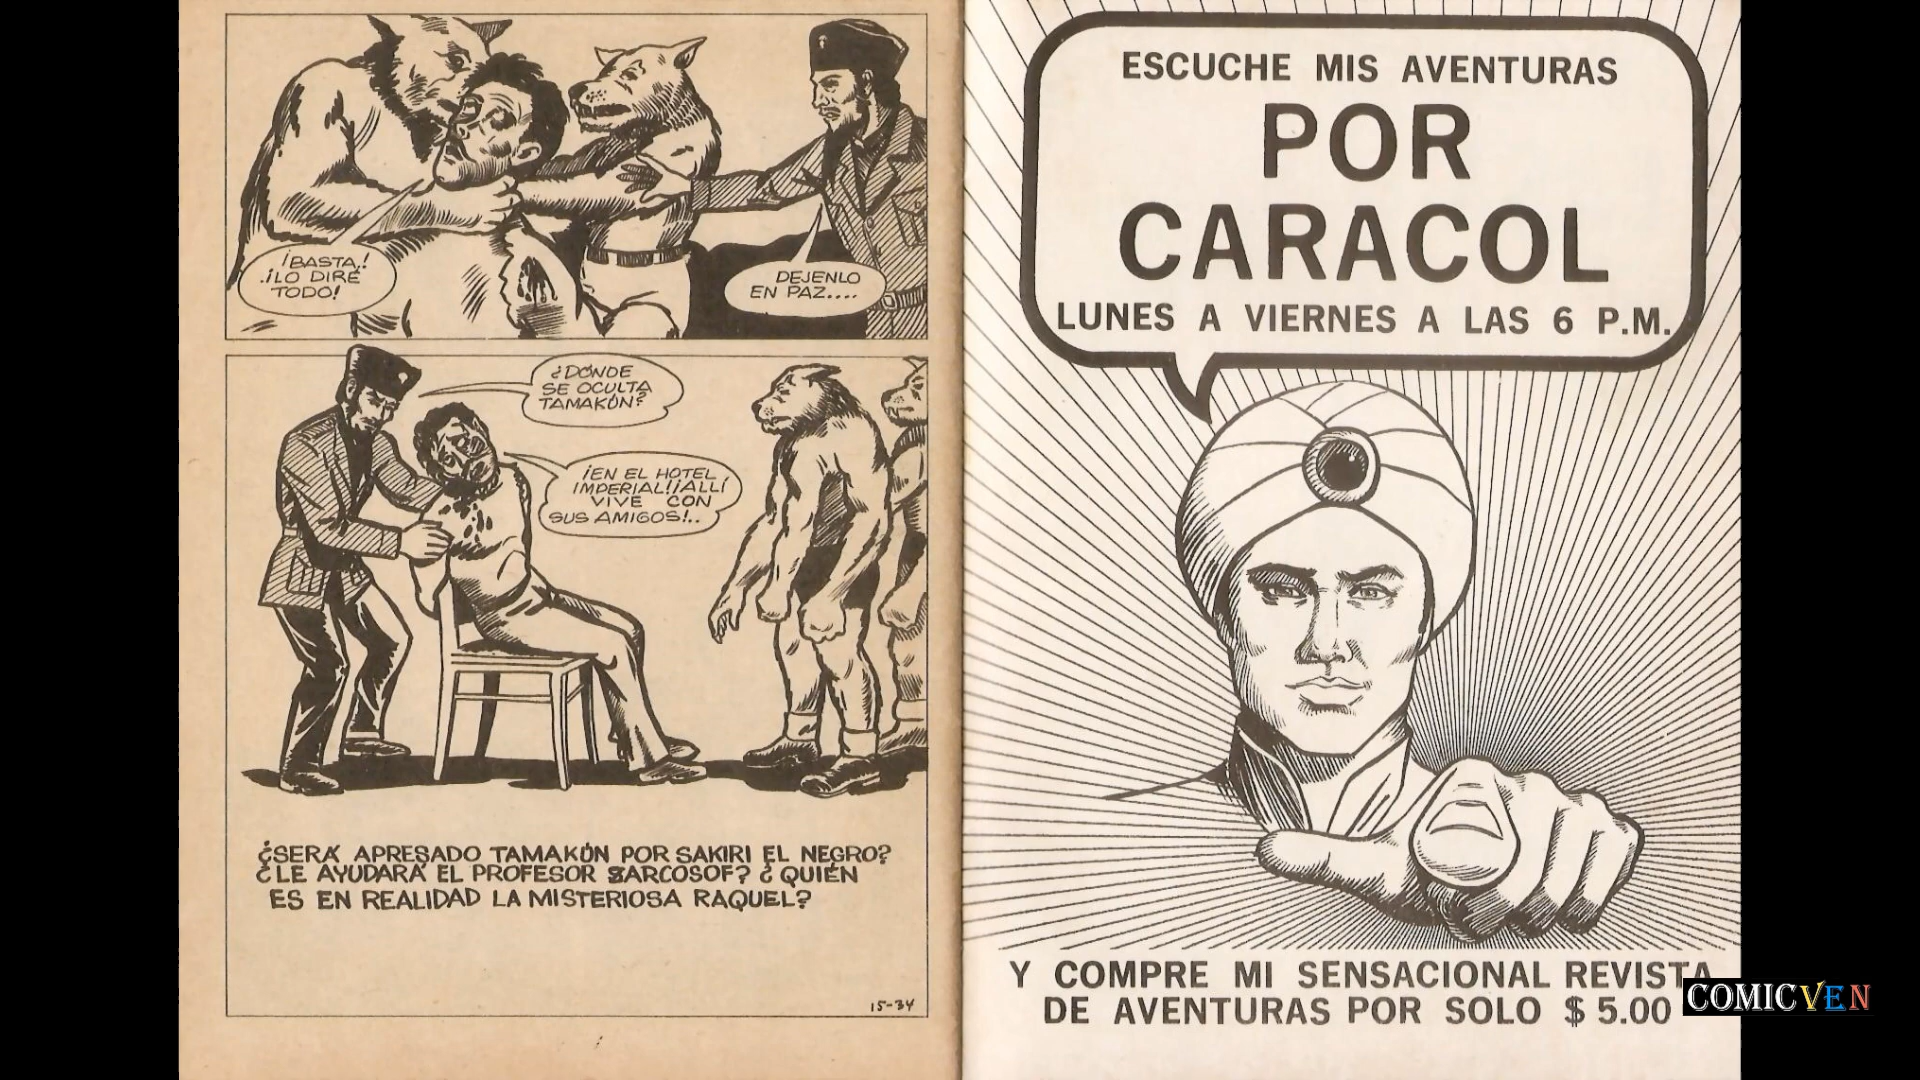 ¡BASTA!
¡LO DIRÉ
TODO!
DEJENLO
EN PAZ....
¿DÓNDE
SE OCULTA
TAMAKÚN?
¡EN EL HOTEL
IMPERIAL!¡ALLÍ
VIVE CON
SUS AMIGOS!..
¿SERÁ APRESADO TAMAKÚN POR SAKIRI EL NEGRO?
¿LE AYUDARÁ EL PROFESOR SARCOSOF? ¿QUIÉN
ES EN REALIDAD LA MISTERIOSA RAQUEL?
15-34
ESCUCHE MIS AVENTURAS
POR
CARACOL
LUNES A VIERNES A LAS 6 P.M.
Y COMPRE MI SENSACIONAL REVISTA
DE AVENTURAS POR SOLO $ 5.00
COMICVEN